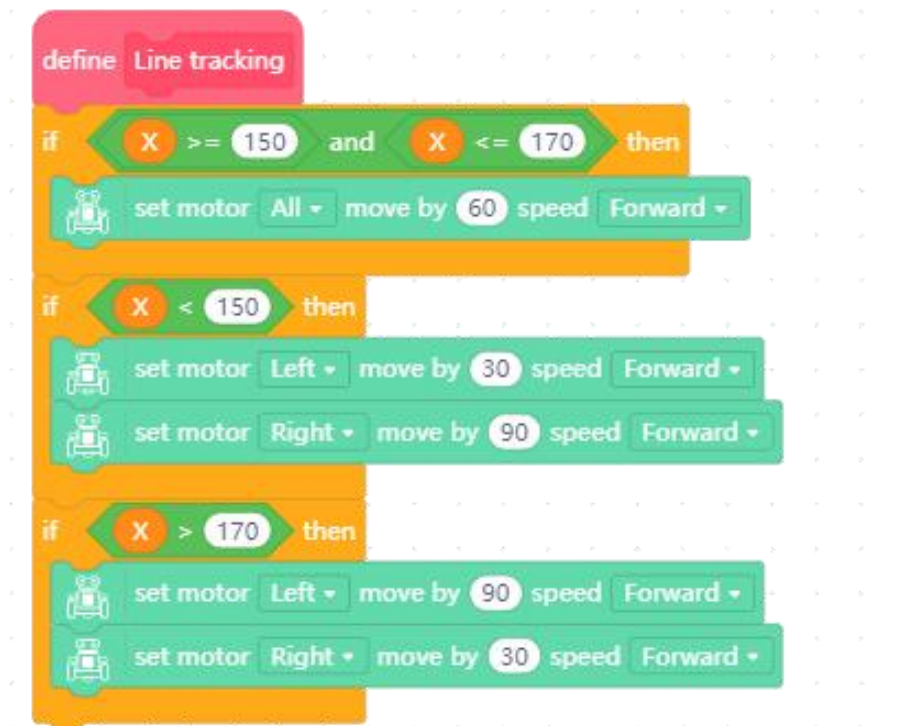 define Line tracking
if X >= 150 and X <= 170 then
set motor All move by 60 speed Forward
if X < 150 then
set motor Left move by 30 speed Forward
set motor Right move by 90 speed Forward
if X > 170 then
set motor Left move by 90 speed Forward
set motor Right move by 30 speed Forward